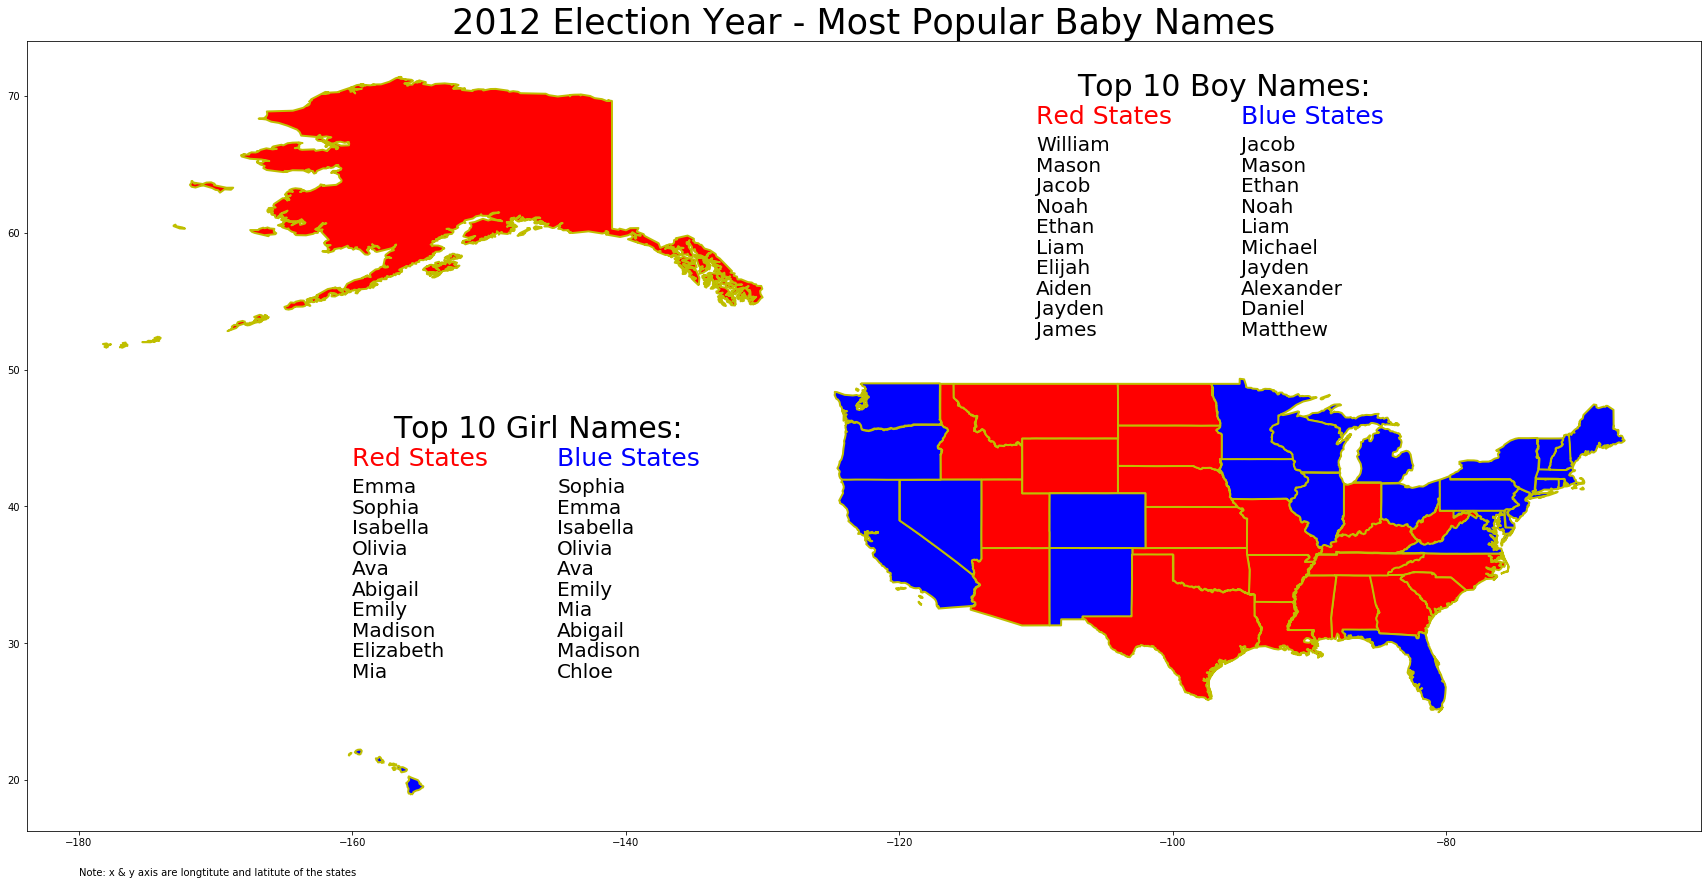 2012 Election Year - Most Popular Baby Names
70
60
50
40
30
20
Top 10 Boy Names:
Red States Blue States
William Jacob
Mason Mason
Jacob Ethan
Noah Noah
Ethan Liam
Liam Michael
Elijah Jayden
Aiden Alexander
Jayden Daniel
James Matthew
Top 10 Girl Names:
Red States Blue States
Emma Sophia
Sophia Emma
Isabella Isabella
Olivia Olivia
Ava Ava
Abigail Emily
Emily Mia
Madison Abigail
Elizabeth Madison
Mia Chloe
−180 −160 −140 −120 −100 −80
Note: x & y axis are longtitute and latitute of the states